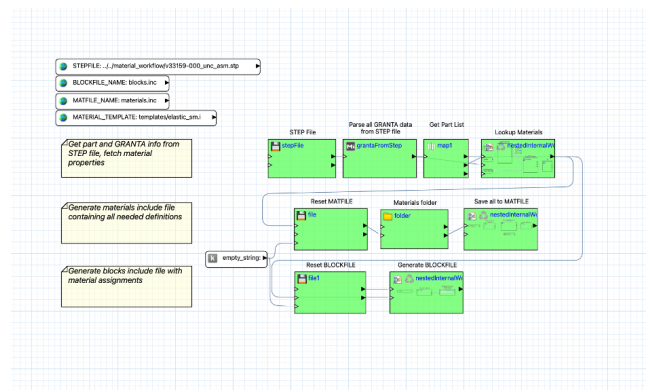 STEPFILE: ../../material_workflow/v33159-000_unc_asm.stp
BLOCKFILE_NAME: blocks.inc
MATFILE_NAME: materials.inc
MATERIAL_TEMPLATE: templates/elastic_sm.i
Get part and GRANTA info from
STEP file, fetch material
properties
STEP File
stepFile
Parse all GRANTA data
from STEP file
grantaFromStep
Get Part List
map1
Lookup Materials
nestedInternalWo
Generate materials include file
containing all needed definitions
Reset MATFILE
file
Materials folder
folder
Save all to MATFILE
nestedInternalWo
empty_string:
Generate blocks include file with
material assignments
Reset BLOCKFILE
file1
Generate BLOCKFILE
nestedInternalWo